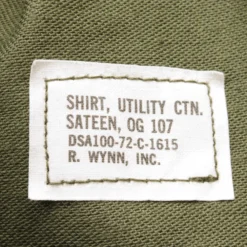 SHIRT, UTILITY CTN.
SATEEN, OG 107
DSA100-72-C-1615
R. WYNN, INC.